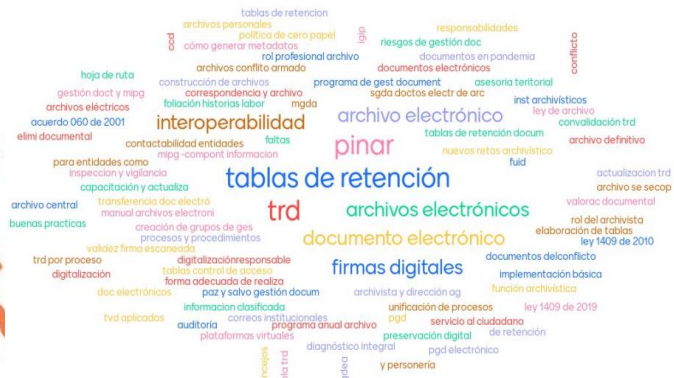 tablas de retencion
archivos personales
responsabilidades
política de cero papel
ccd
igip
cómo generar metadatos
riesgos de gestión doc
conflicto
rol profesional archivo
documentos en pandemia
archivos conflito armado
documentos electrónicos
hoja de ruta
construcción de archivos
programa de gest document
asesoria teritorial
gestión doct y mipg
correspondencia y archivo
sgda doctos electr de arc
inst archivísticos
archivos eléctricos
foliación historias labor
mgda
archivo electrónico
ley de archivo
acuerdo 060 de 2001
interoperabilidad
convalidación trd
elimi documental
tablas de retención docum
contactabilidad entidades
faltas
pinar
archivo definitivo
mipg -compont informacion
nuevos retos archivístico
para entidades como
fuid
inspeccion y vigilancia
tablas de retención
actualizacion trd
capacitación y actualiza
archivo se secop
transferencia doc electró
valorac documental
archivo central
manual archivos electroni
trd
archivos electrónicos
rol del archivista
buenas practicas
creación de grupos de ges
elaboración de tablas
procesos y procedimientos
documento electrónico
ley 1409 de 2010
validez firma escaneada
documentos delconflicto
trd por proceso
digitalizaciónresponsable
firmas digitales
digitalización
tablas control de acceso
implementación básica
forma adecuada de realiza
doc electrónicos
paz y salvo gestión docum
archivista y dirección ag
función archivística
informacion clasificada
unificación de procesos
ley 1409 de 2019
tvd aplicados
correos institucionales
pgd
auditoría
programa anual archivo
servicio al ciudadano
plataformas virtuales
preservación digital
de retención
diagnóstico integral
pgd electrónico
ncejos
ola trd
gdea
y personería